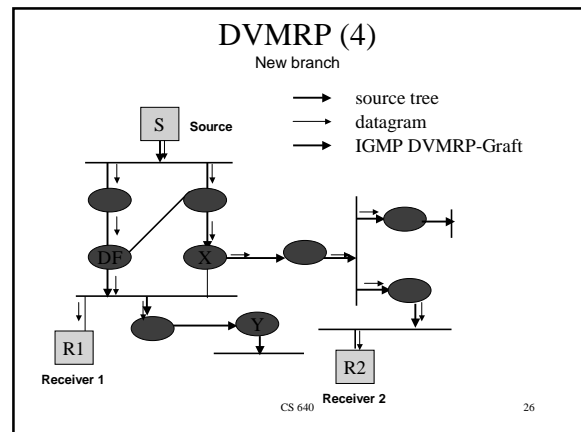 DVMRP (4)
New branch
source tree
datagram
IGMP DVMRP-Graft
S
Source
DF
X
Y
R1
R2
Receiver 1
Receiver 2
CS 640
26